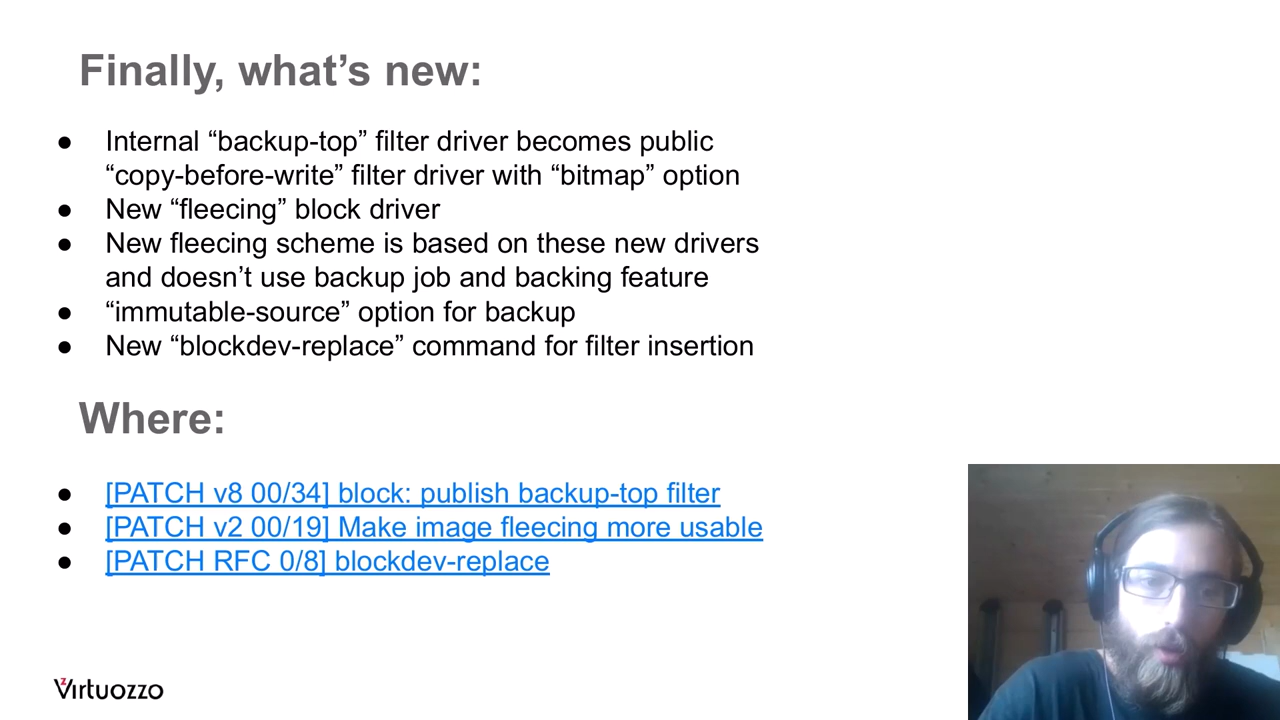 Finally, what’s new:
● Internal “backup-top” filter driver becomes public
“copy-before-write” filter driver with “bitmap” option
● New “fleecing” block driver
● New fleecing scheme is based on these new drivers
and doesn’t use backup job and backing feature
● “immutable-source” option for backup
● New “blockdev-replace” command for filter insertion
Where:
● [PATCH v8 00/34] block: publish backup-top filter
● [PATCH v2 00/19] Make image fleecing more usable
● [PATCH RFC 0/8] blockdev-replace
Virtuozzo